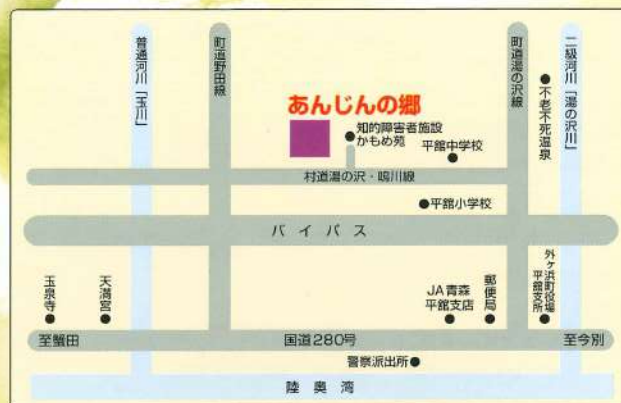 普通河川「玉川」
町道野田線
町道湯の沢線
二級河川「湯の沢川」
あんじんの郷
知的障害者施設
かもめ苑
平館中学校
不老不死温泉
村道湯の沢・鳴川線
平館小学校
バイパス
玉泉寺
天満宮
JA青森
平館支店
郵便局
外ヶ浜町役場
平館支所
至蟹田
国道280号
至今別
警察派出所
陸奥湾